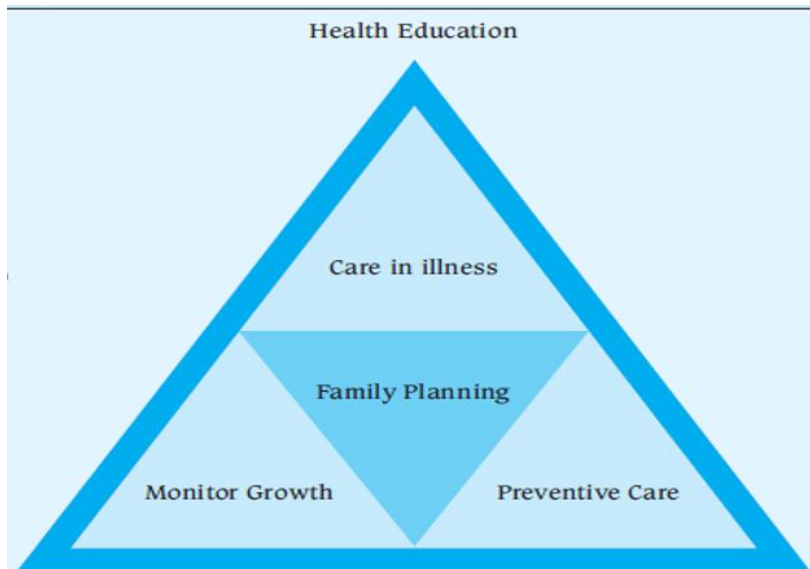 Health Education
Care in illness
Family Planning
Monitor Growth
Preventive Care